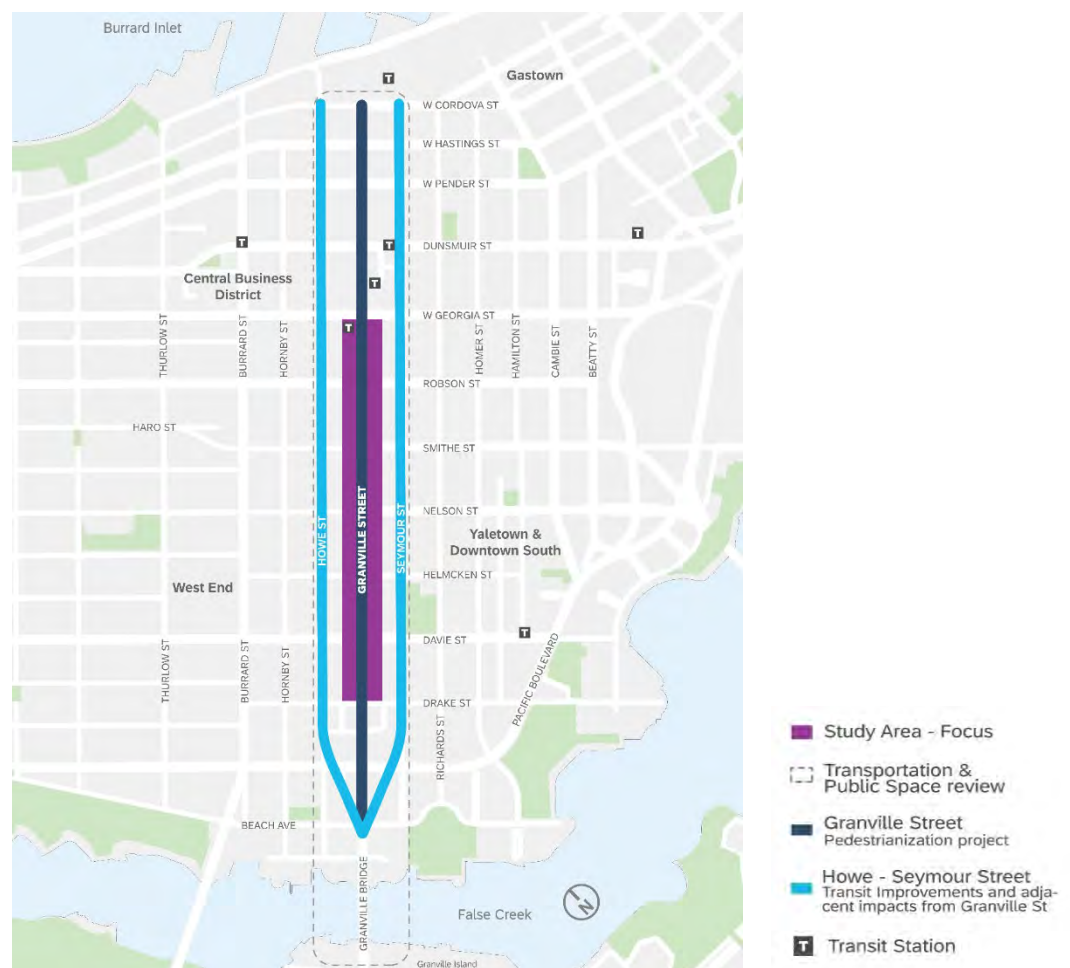 Burrard Inlet
T
Gastown
W CORDOVA ST
W HASTINGS ST
W PENDER ST
T
T
T
DUNSMUIR ST
Central Business
District
T
W GEORGIA ST
T
THURLOW ST
BURRARD ST
HORNBY ST
HOMER ST
HAMILTON ST
CAMBIE ST
BEATTY ST
ROBSON ST
HARO ST
SMITHE ST
HOWE ST
GRANVILLE STREET
SEYMOUR ST
NELSON ST
Yaletown &
Downtown South
HELMCKEN ST
West End
T
DAVIE ST
THURLOW ST
BURRARD ST
HORNBY ST
PACIFIC BOULEVARD
DRAKE ST
RICHARDS ST
BEACH AVE
GRANVILLE BRIDGE
False Creek
N
Granville Island
Study Area - Focus
Transportation &
Public Space review
Granville Street
Pedestrianization project
Howe - Seymour Street
Transit Improvements and adja-
cent impacts from Granville St
T Transit Station